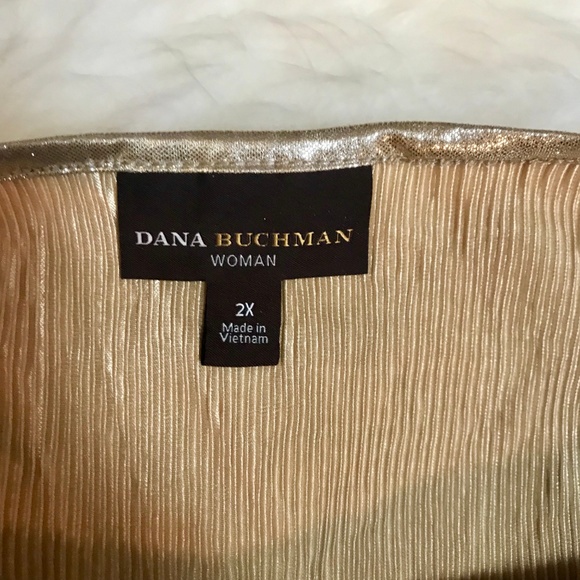 DANA BUCHMAN
WOMAN
2X
Made in
Vietnam